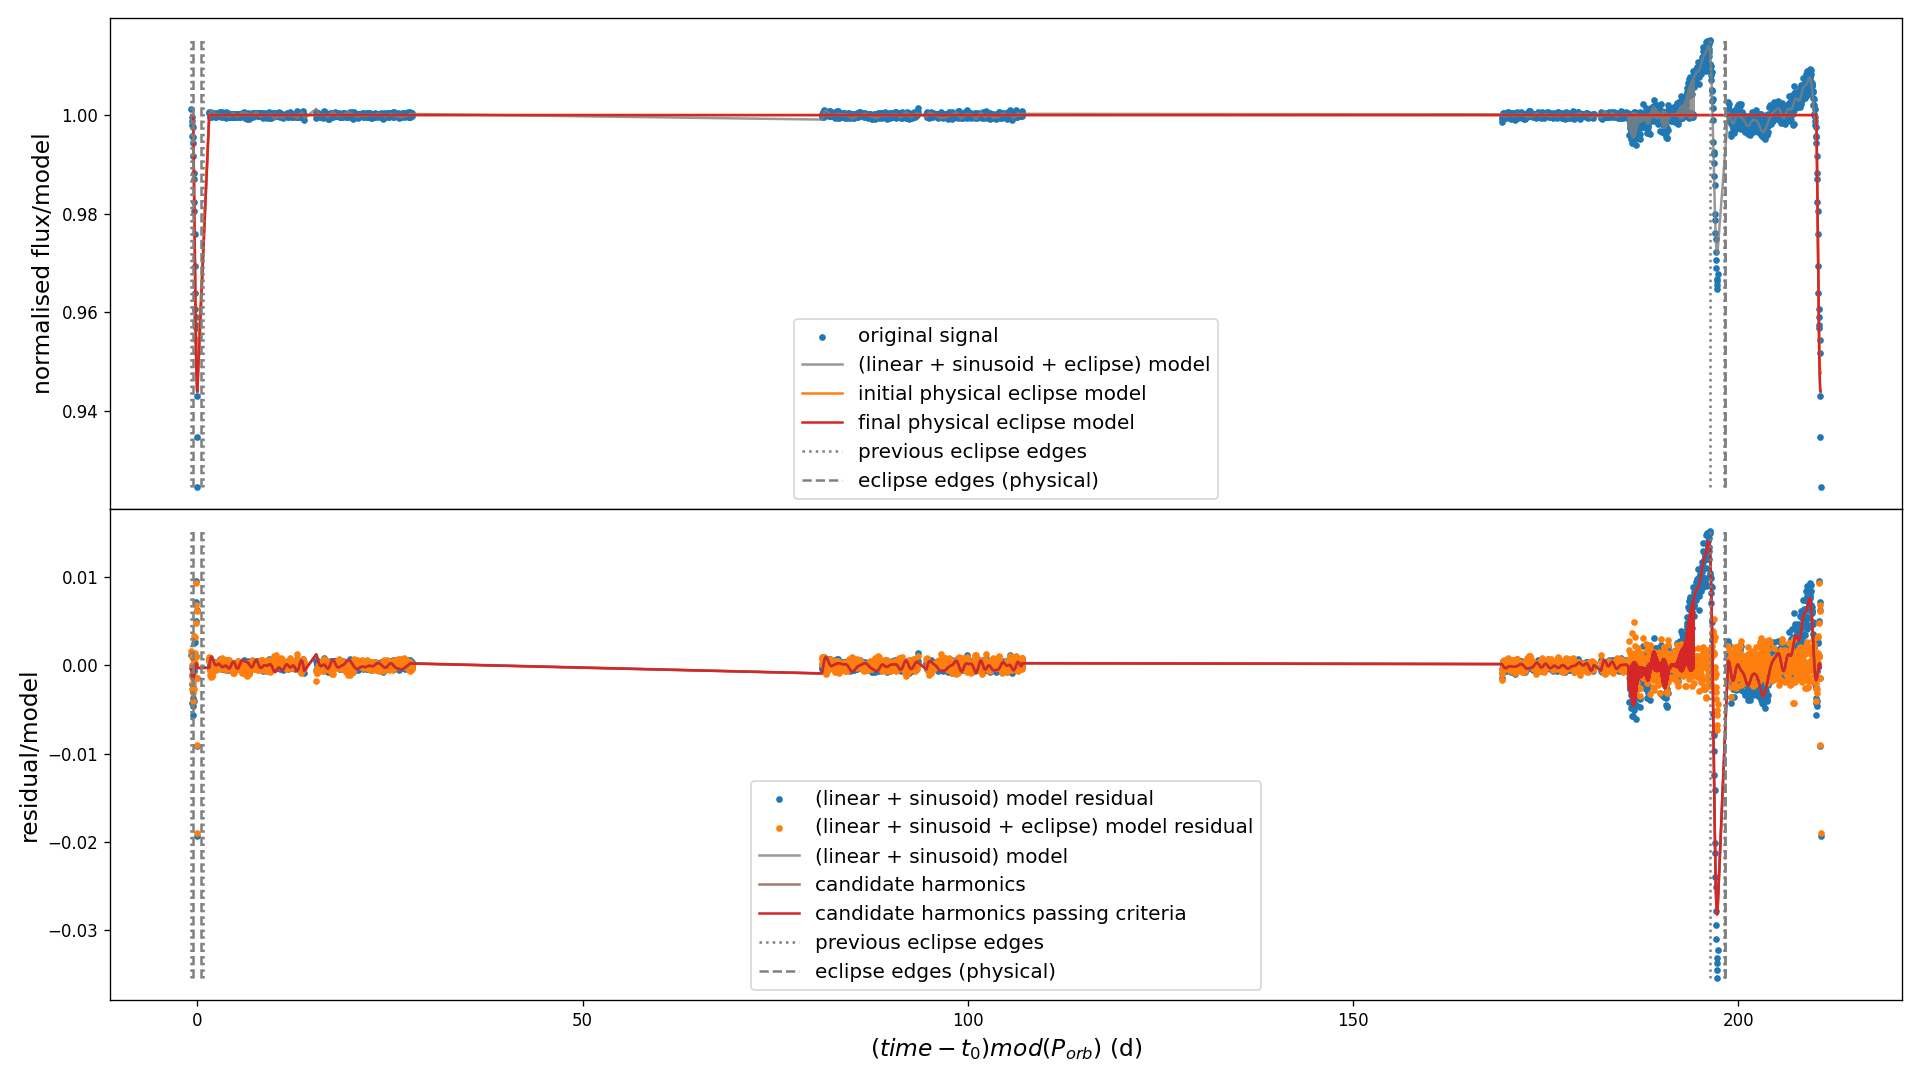 normalised flux/model
1.00
0.98
0.96
0.94
original signal
(linear + sinusoid + eclipse) model
initial physical eclipse model
final physical eclipse model
previous eclipse edges
eclipse edges (physical)
residual/model
0.01
0.00
−0.01
−0.02
−0.03
(linear + sinusoid) model residual
(linear + sinusoid + eclipse) model residual
(linear + sinusoid) model
candidate harmonics
candidate harmonics passing criteria
previous eclipse edges
eclipse edges (physical)
0 50 100 150 200
(time − t₀)mod(P_orb) (d)